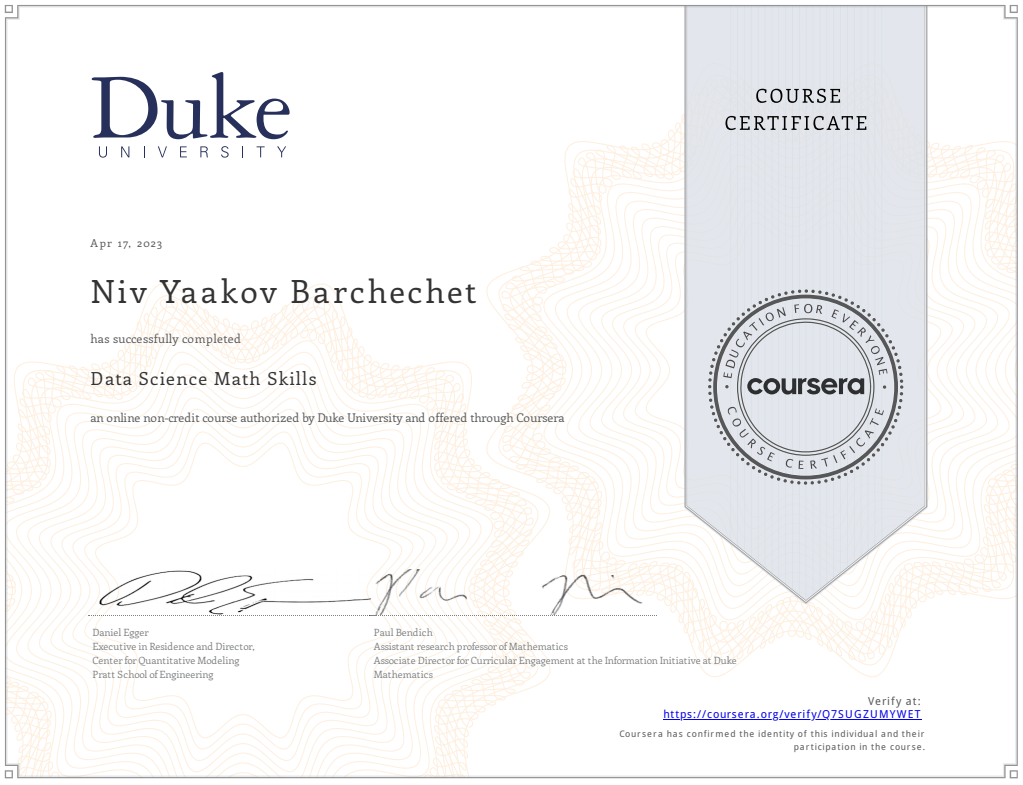 Duke
UNIVERSITY
COURSE
CERTIFICATE
Apr 17, 2023
Niv Yaakov Barchechet
has successfully completed
Data Science Math Skills
an online non-credit course authorized by Duke University and offered through Coursera
EDUCATION FOR EVERYONE
coursera
COURSE CERTIFICATE
Daniel Egger
Executive in Residence and Director,
Center for Quantitative Modeling
Pratt School of Engineering
Paul Bendich
Assistant research professor of Mathematics
Associate Director for Curricular Engagement at the Information Initiative at Duke
Mathematics
Verify at:
https://coursera.org/verify/Q7SUGZUMYWET
Coursera has confirmed the identity of this individual and their
participation in the course.